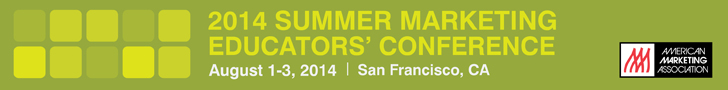 2014 SUMMER MARKETING
EDUCATORS' CONFERENCE
August 1-3, 2014 | San Francisco, CA
AMERICAN
MARKETING
ASSOCIATION